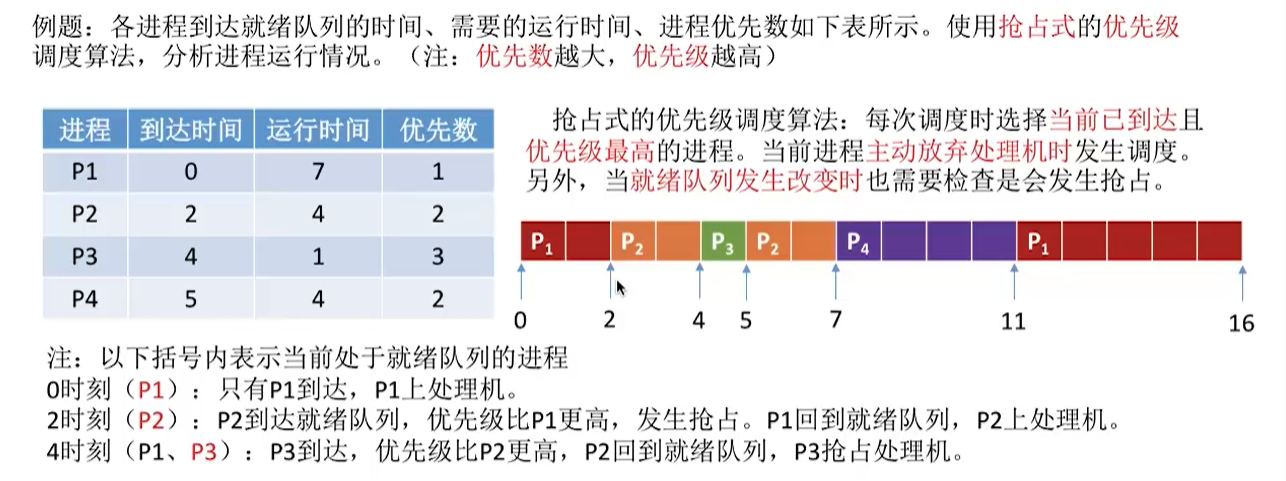 例题：各进程到达就绪队列的时间、需要的运行时间、进程优先数如下表所示。使用抢占式的优先级
调度算法，分析进程运行情况。（注：优先数越大，优先级越高）
进程 到达时间 运行时间 优先数
P1 0 7 1
P2 2 4 2
P3 4 1 3
P4 5 4 2
抢占式的优先级调度算法：每次调度时选择当前已到达且
优先级最高的进程。当前进程主动放弃处理机时发生调度。
另外，当就绪队列发生改变时也需要检查是会发生抢占。
P1 P2 P3 P2 P4 P1
0 2 4 5 7 11 16
注：以下括号内表示当前处于就绪队列的进程
0时刻（P1）：只有P1到达，P1上处理机。
2时刻（P2）：P2到达就绪队列，优先级比P1更高，发生抢占。P1回到就绪队列，P2上处理机。
4时刻（P1、P3）：P3到达，优先级比P2更高，P2回到就绪队列，P3抢占处理机。